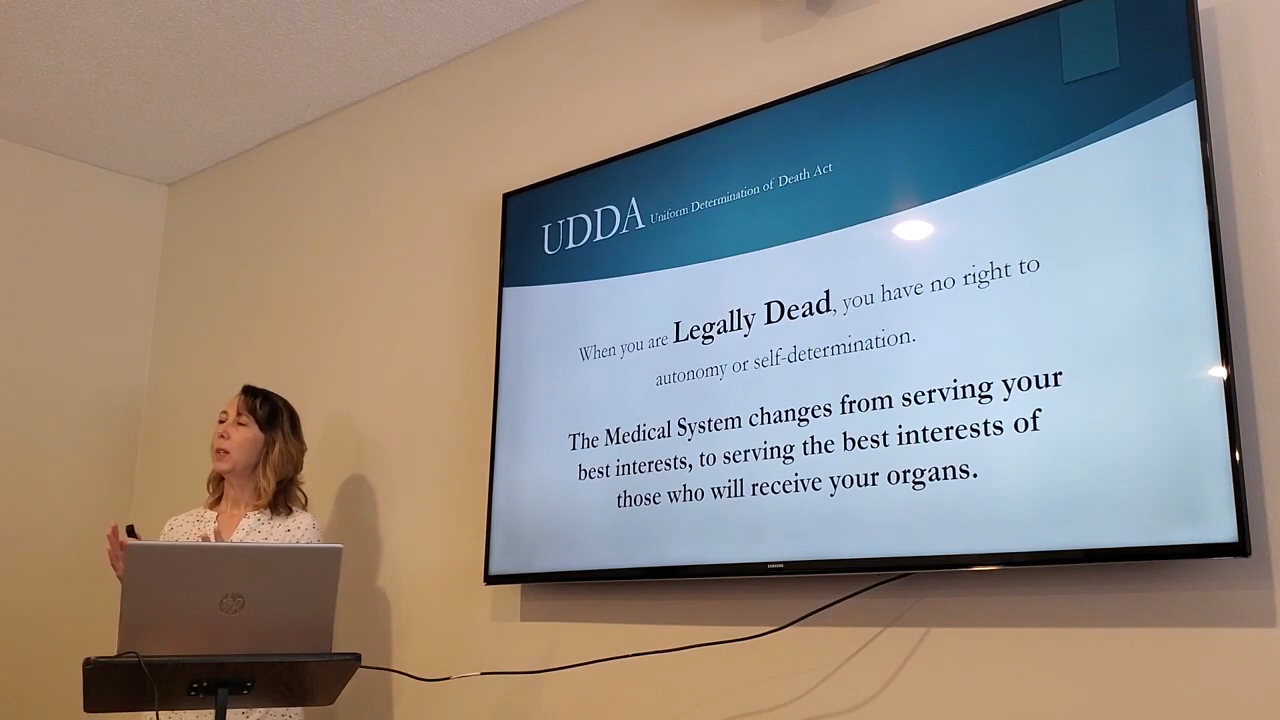 UDDA Uniform Determination of Death Act
When you are Legally Dead, you have no right to
autonomy or self-determination.
The Medical System changes from serving your
best interests, to serving the best interests of
those who will receive your organs.
SAMSUNG
hp